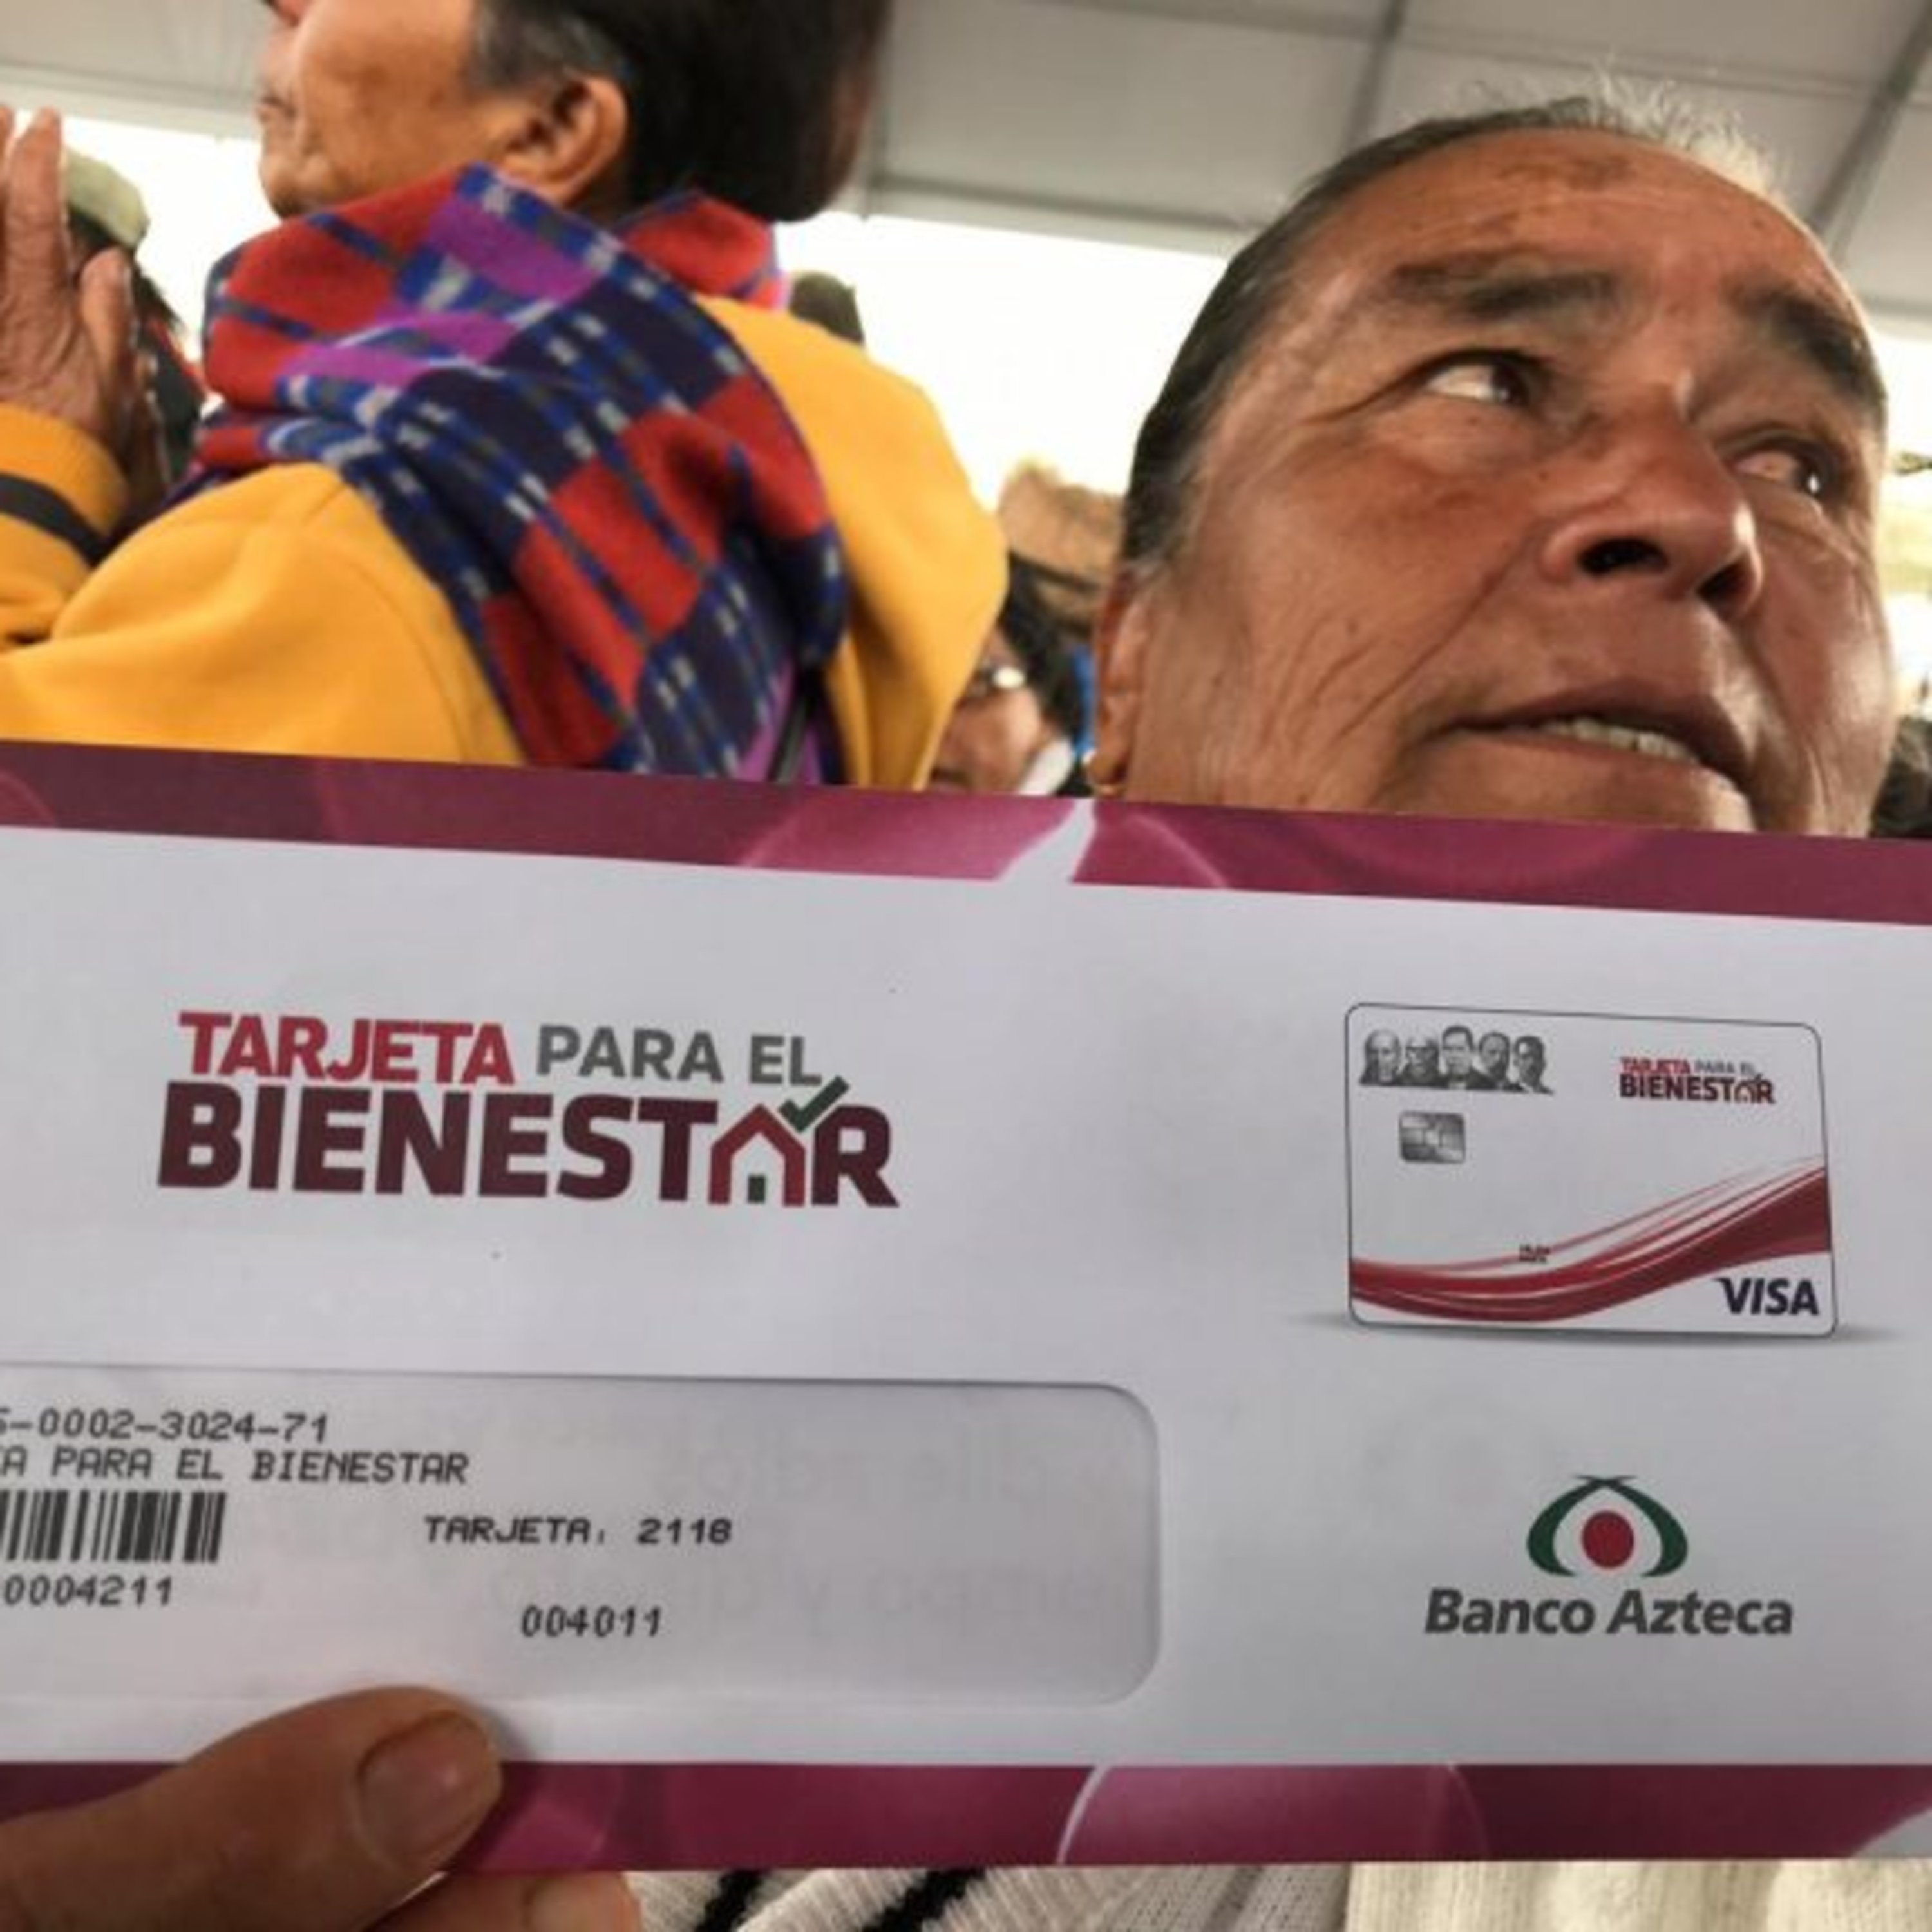 TARJETA PARA EL
BIENESTAR
TARJETA PARA EL
BIENESTAR
VISA
-0002-3024-71
A PARA EL BIENESTAR
TARJETA: 2118
0004211
004011
Banco Azteca